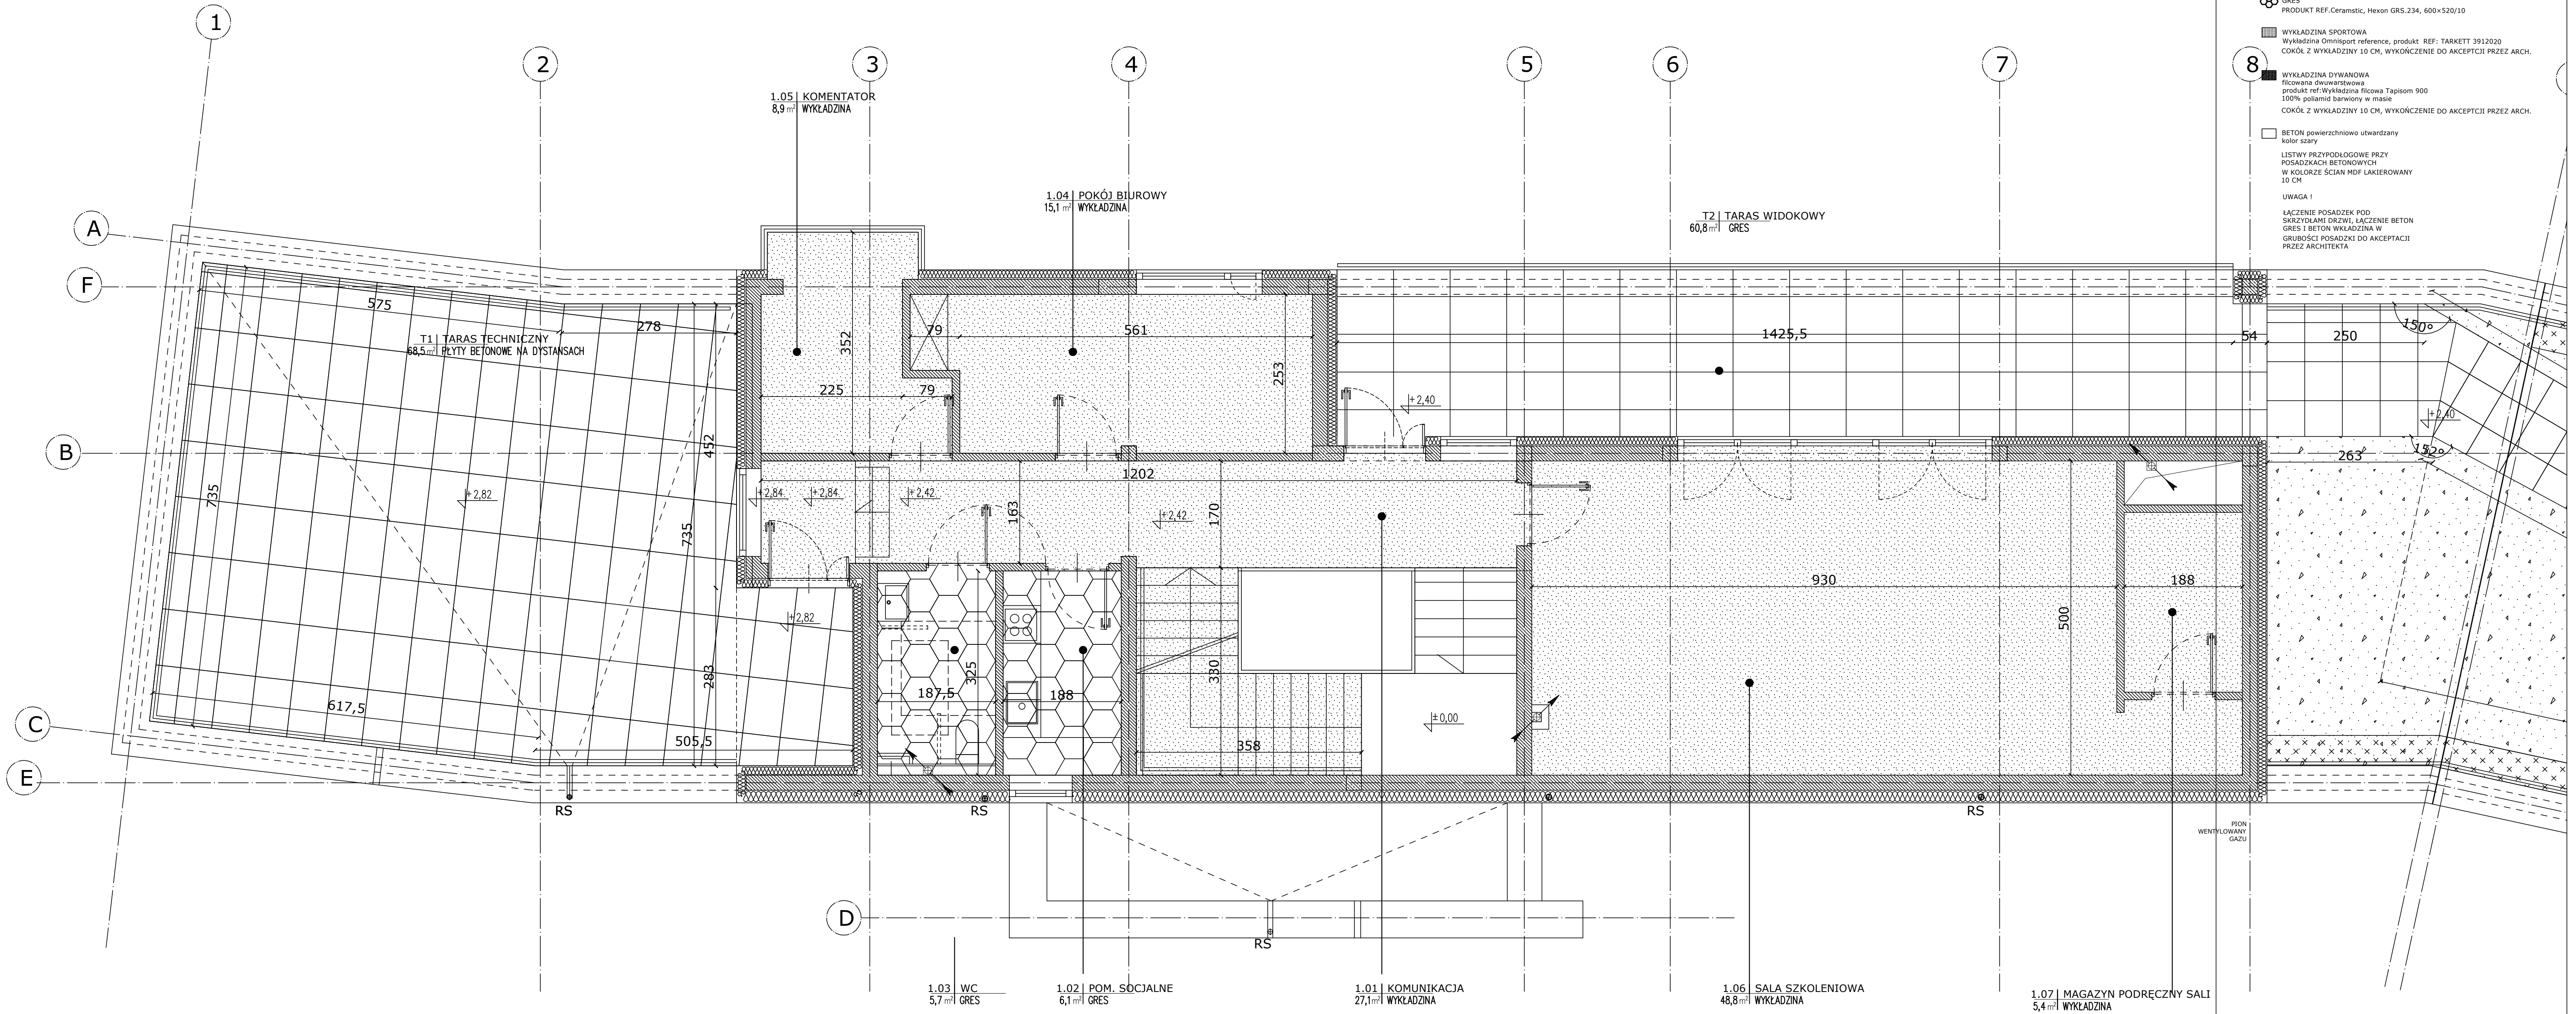 GRES
PRODUKT REF.Ceramstic, Hexon GRS.234, 600×520/10
WYKŁADZINA SPORTOWA
Wykładzina Omnisport reference, produkt REF: TARKETT 3912020
COKÓŁ Z WYKŁADZINY 10 CM, WYKOŃCZENIE DO AKCEPTCJI PRZEZ ARCH.
WYKŁADZINA DYWANOWA
filcowana dwuwarstwowa
produkt ref:Wykładzina filcowa Tapisom 900
100% poliamid barwiony w masie
COKÓŁ Z WYKŁADZINY 10 CM, WYKOŃCZENIE DO AKCEPTCJI PRZEZ ARCH.
BETON powierzchniowo utwardzany
kolor szary
LISTWY PRZYPODŁOGOWE PRZY
POSADZKACH BETONOWYCH
W KOLORZE ŚCIAN MDF LAKIEROWANY
10 CM
UWAGA !
ŁĄCZENIE POSADZEK POD
SKRZYDŁAMI DRZWI, ŁĄCZENIE BETON
GRES I BETON WKŁADZINA W
GRUBOŚCI POSADZKI DO AKCEPTACJI
PRZEZ ARCHITEKTA
1
2
3
4
5
6
7
8
A
F
B
C
E
D
1.05 KOMENTATOR
8,9 m² WYKŁADZINA
1.04 POKÓJ BIUROWY
15,1 m² WYKŁADZINA
T2 TARAS WIDOKOWY
60,8 m² GRES
T1 TARAS TECHNICZNY
68,5 m² PŁYTY BETONOWE NA DYSTANSACH
575
278
352
79
561
253
225
79
1425,5
54
250
150°
+2,40
+2,40
152°
263
452
735
735
+2,82
+2,84
+2,84
+2,42
1202
163
+2,42
170
930
188
500
+2,82
283
617,5
505,5
187,5
325
188
330
358
±0,00
RS
RS
RS
RS
PION
WENTYLOWANY
GAZU
1.03 WC
5,7 m² GRES
1.02 POM. SOCJALNE
6,1 m² GRES
1.01 KOMUNIKACJA
27,1 m² WYKŁADZINA
1.06 SALA SZKOLENIOWA
48,8 m² WYKŁADZINA
1.07 MAGAZYN PODRĘCZNY SALI
5,4 m² WYKŁADZINA